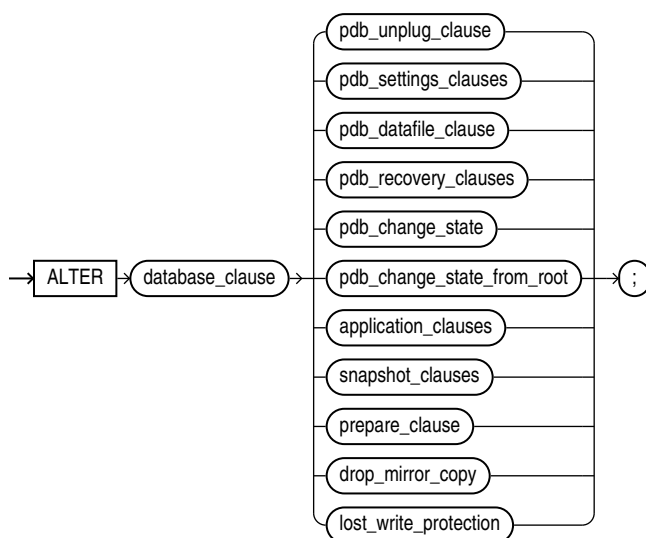 pdb_unplug_clause
pdb_settings_clauses
pdb_datafile_clause
pdb_recovery_clauses
pdb_change_state
ALTER database_clause pdb_change_state_from_root ;
application_clauses
snapshot_clauses
prepare_clause
drop_mirror_copy
lost_write_protection